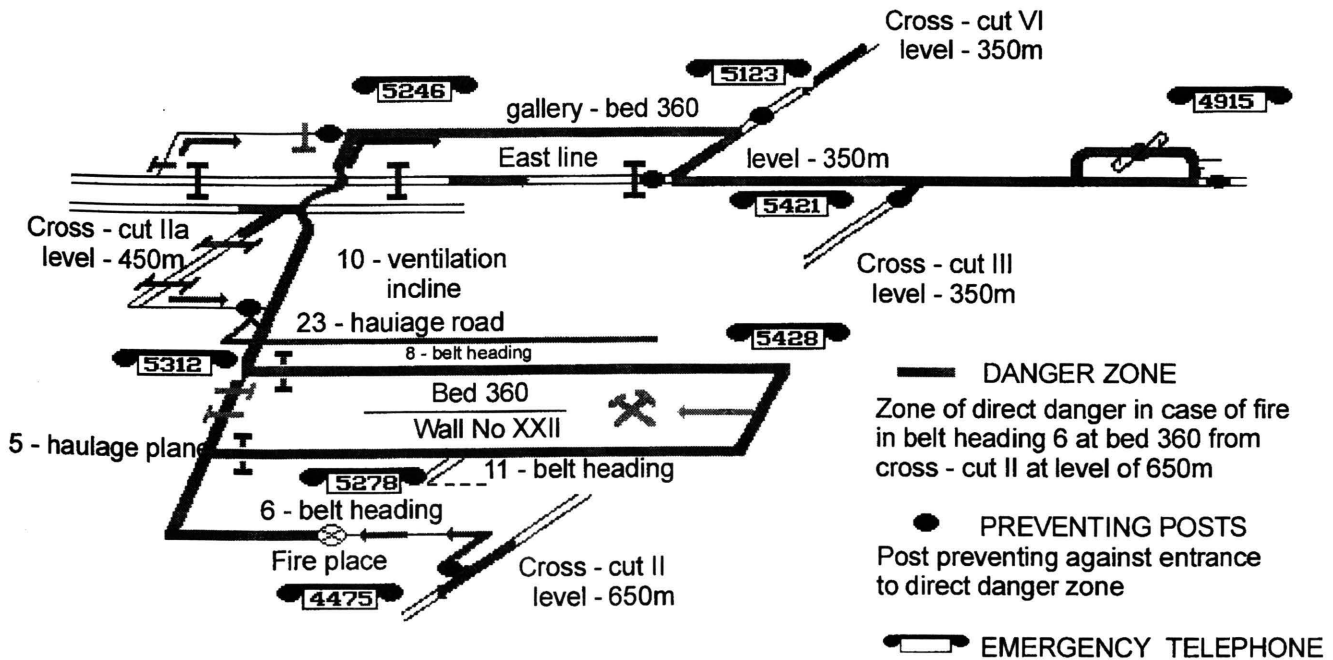 Cross - cut VI
level - 350m
5246
5123
4915
gallery - bed 360
East line
level - 350m
5421
Cross - cut IIa
level - 450m
10 - ventilation
incline
Cross - cut III
level - 350m
23 - hauiage road
5428
8 - belt heading
5312
Bed 360
Wall No XXII
5 - haulage plane
11 - belt heading
5278
6 - belt heading
Fire place
4475
Cross - cut II
level - 650m
DANGER ZONE
Zone of direct danger in case of fire
in belt heading 6 at bed 360 from
cross - cut II at level of 650m
PREVENTING POSTS
Post preventing against entrance
to direct danger zone
EMERGENCY TELEPHONE